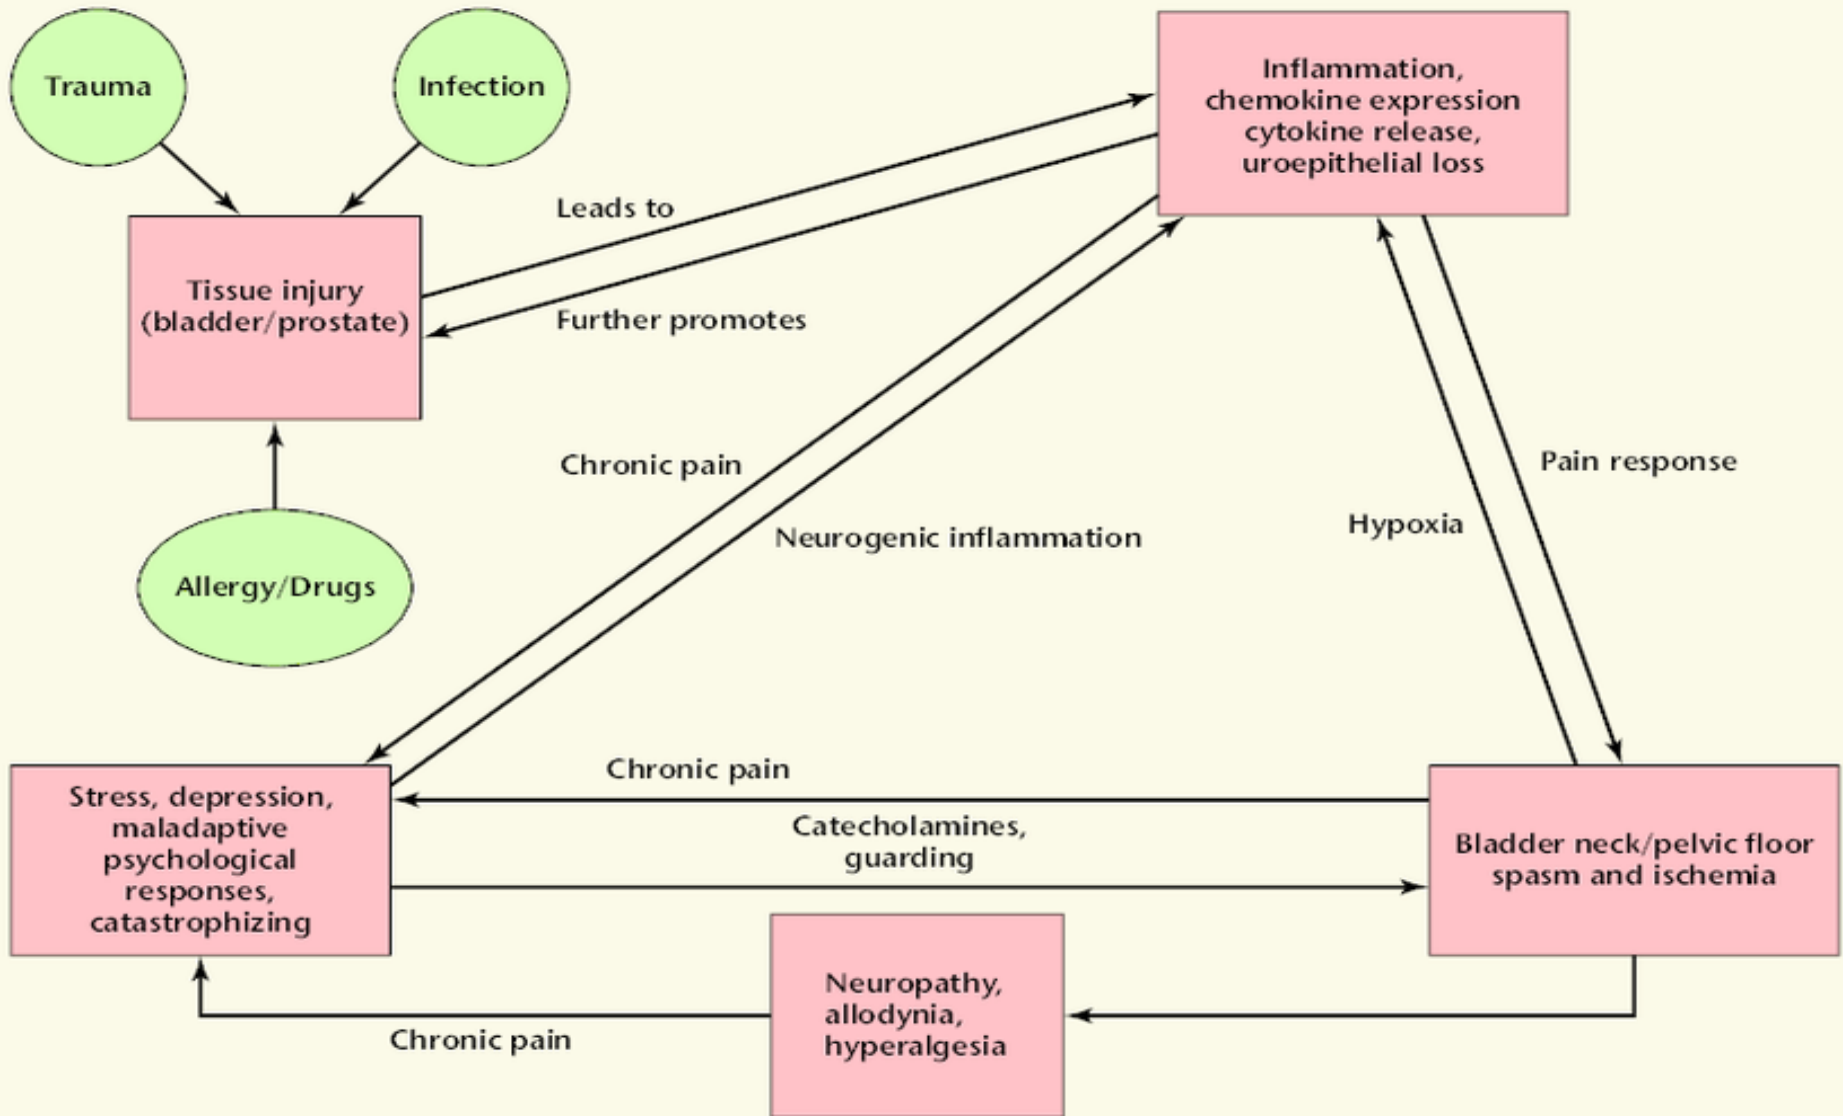 Trauma
Infection
Inflammation,
chemokine expression
cytokine release,
uroepithelial loss
Leads to
Tissue injury
(bladder/prostate)
Further promotes
Chronic pain
Pain response
Hypoxia
Neurogenic inflammation
Allergy/Drugs
Chronic pain
Stress, depression,
maladaptive
psychological
responses,
catastrophizing
Catecholamines,
guarding
Bladder neck/pelvic floor
spasm and ischemia
Neuropathy,
allodynia,
hyperalgesia
Chronic pain